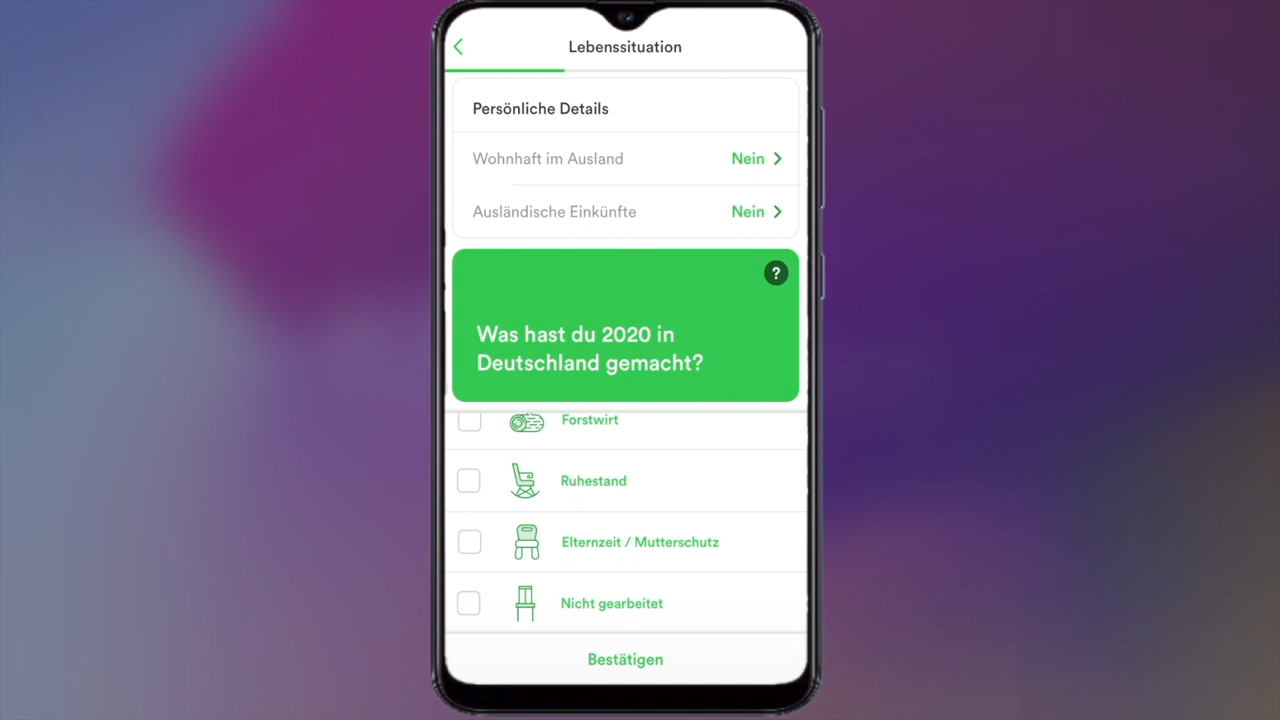 Lebenssituation
Persönliche Details
Wohnhaft im Ausland Nein
Ausländische Einkünfte Nein
?
Was hast du 2020 in
Deutschland gemacht?
Forstwirt
Ruhestand
Elternzeit / Mutterschutz
Nicht gearbeitet
Bestätigen